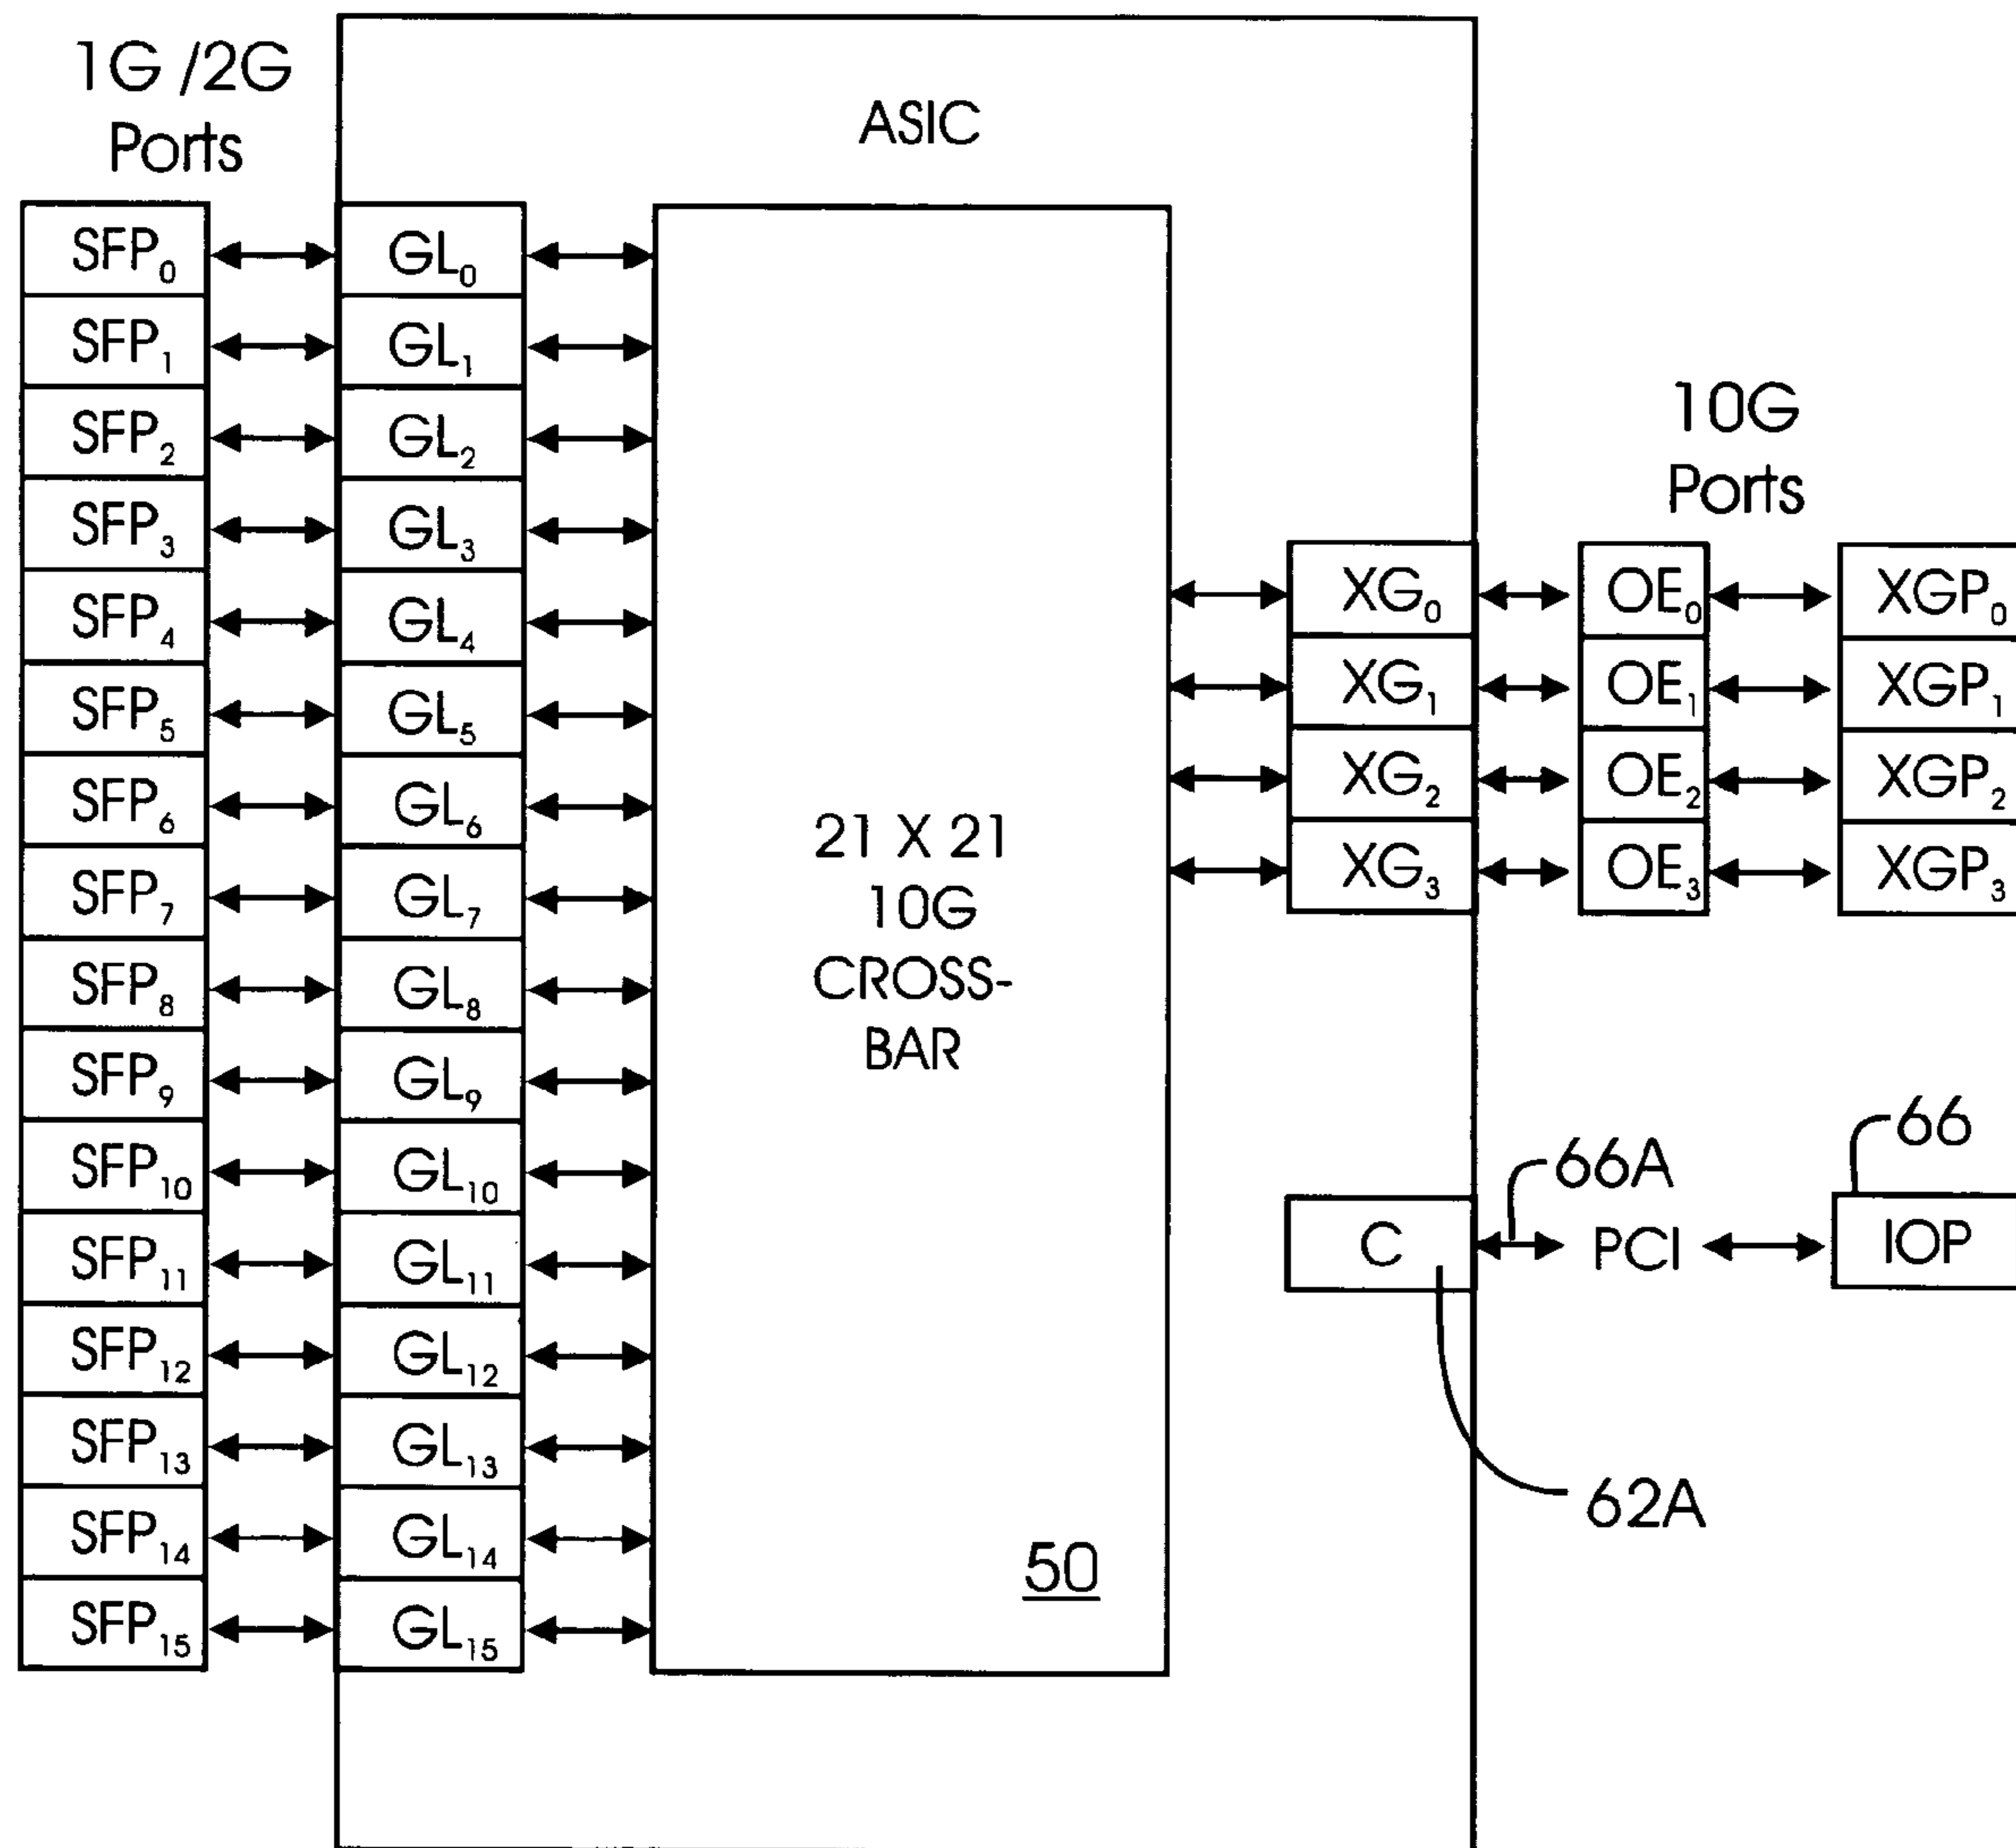 1G /2G
Ports
ASIC
SFP₀ GL₀
SFP₁ GL₁
SFP₂ GL₂
SFP₃ GL₃
SFP₄ GL₄
SFP₅ GL₅
SFP₆ GL₆
SFP₇ GL₇
SFP₈ GL₈
SFP₉ GL₉
SFP₁₀ GL₁₀
SFP₁₁ GL₁₁
SFP₁₂ GL₁₂
SFP₁₃ GL₁₃
SFP₁₄ GL₁₄
SFP₁₅ GL₁₅
21 X 21
10G
CROSS-
BAR
50
10G
Ports
XG₀ OE₀ XGP₀
XG₁ OE₁ XGP₁
XG₂ OE₂ XGP₂
XG₃ OE₃ XGP₃
66A
66
C PCI IOP
62A